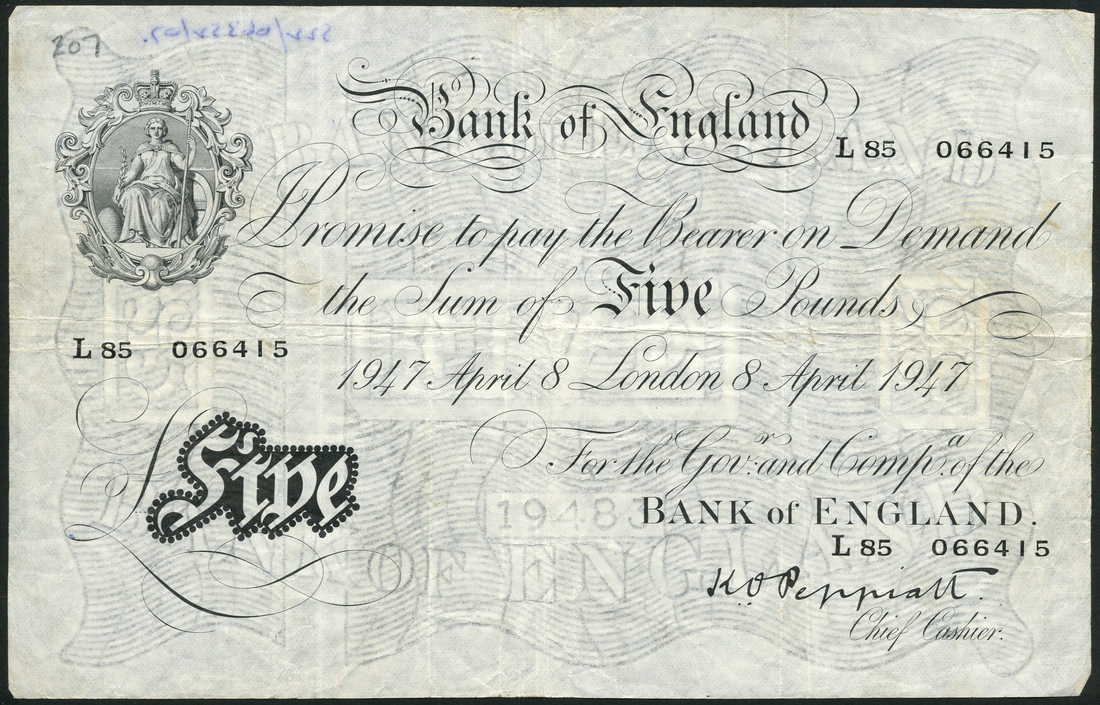 207
Bank of England
L 85 066415
I Promise to pay the Bearer on Demand
the Sum of Five Pounds
L 85 066415
1947 April 8 London 8 April 1947
£Five
For the Govr. and Compa. of the
19483
BANK of ENGLAND.
L 85 066415
K O Peppiatt.
Chief Cashier.